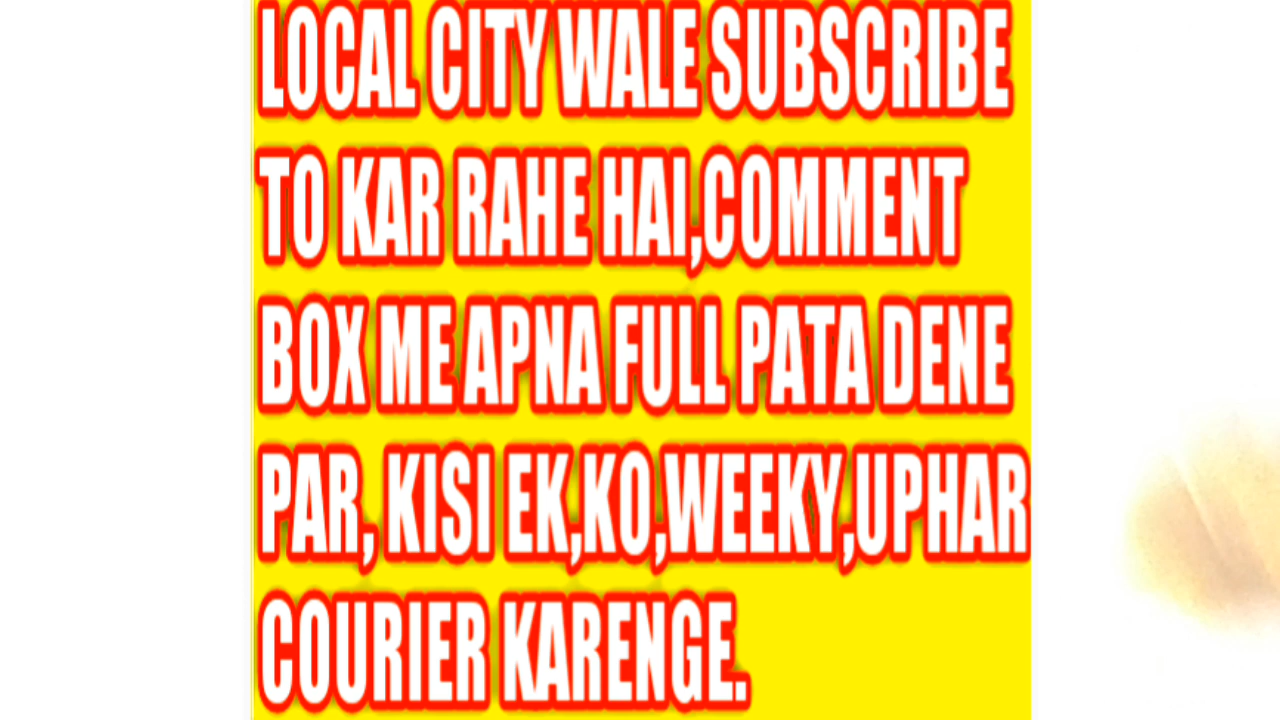 LOCAL CITY WALE SUBSCRIBE
TO KAR RAHE HAI,COMMENT
BOX ME APNA FULL PATA DENE
PAR, KISI EK,KO,WEEKY,UPHAR
COURIER KARENGE.